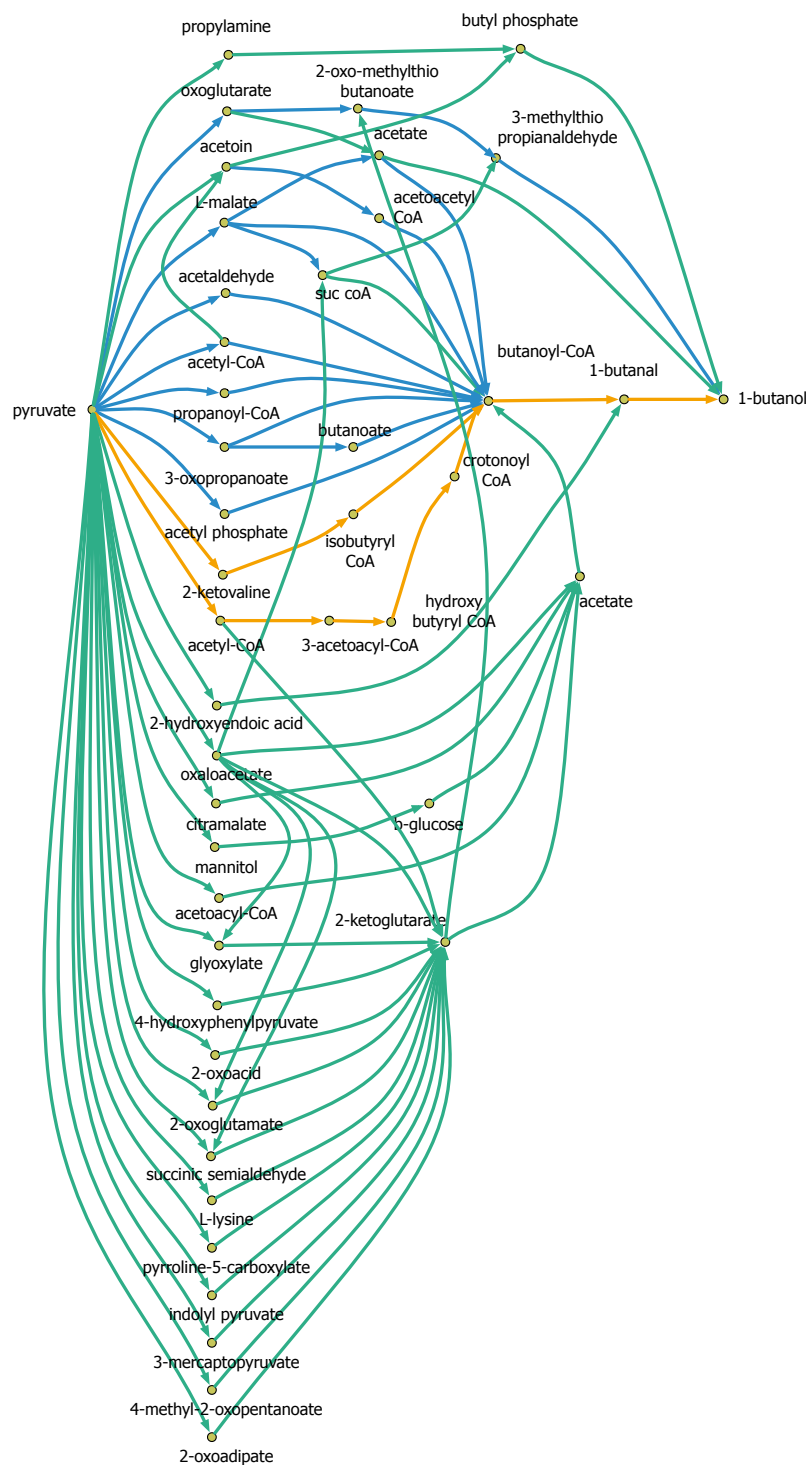 propylamine
butyl phosphate
2-oxo-methylthio
butanoate
oxoglutarate
3-methylthio
propianaldehyde
acetate
acetoin
L-malate
acetoacetyl
CoA
acetaldehyde
suc coA
butanoyl-CoA
acetyl-CoA
1-butanal
1-butanol
pyruvate
propanoyl-CoA
butanoate
crotonoyl
CoA
3-oxopropanoate
acetyl phosphate
isobutyryl
CoA
2-ketovaline
hydroxy
butyryl CoA
acetate
acetyl-CoA
3-acetoacyl-CoA
2-hydroxyendoic acid
oxaloacetate
citramalate
b-glucose
mannitol
acetoacyl-CoA
2-ketoglutarate
glyoxylate
4-hydroxyphenylpyruvate
2-oxoacid
2-oxoglutamate
succinic semialdehyde
L-lysine
pyrroline-5-carboxylate
indolyl pyruvate
3-mercaptopyruvate
4-methyl-2-oxopentanoate
2-oxoadipate